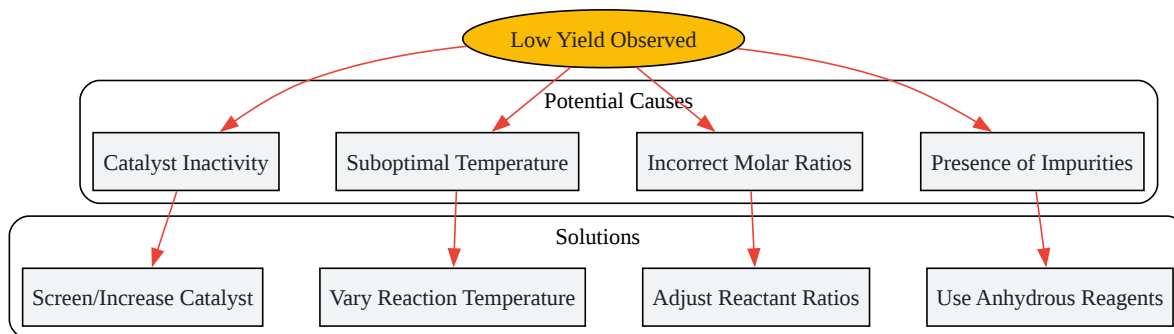 Low Yield Observed
Potential Causes
Catalyst Inactivity
Suboptimal Temperature
Incorrect Molar Ratios
Presence of Impurities
Solutions
Screen/Increase Catalyst
Vary Reaction Temperature
Adjust Reactant Ratios
Use Anhydrous Reagents